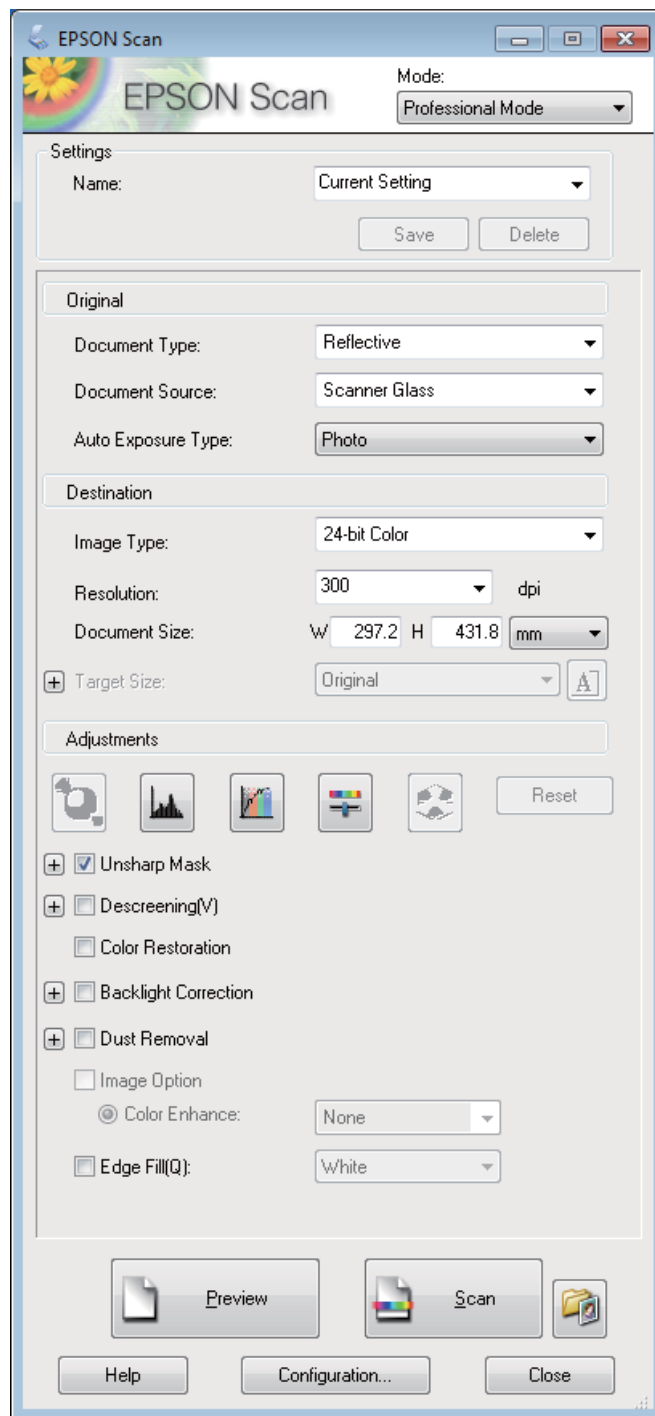 EPSON Scan
EPSON Scan
Mode:
Professional Mode
Settings
Name: Current Setting
Save Delete
Original
Document Type: Reflective
Document Source: Scanner Glass
Auto Exposure Type: Photo
Destination
Image Type: 24-bit Color
Resolution: 300 dpi
Document Size: W 297.2 H 431.8 mm
Target Size: Original A
Adjustments
Reset
Unsharp Mask
Descreening(V)
Color Restoration
Backlight Correction
Dust Removal
Image Option
Color Enhance: None
Edge Fill(Q): White
Preview Scan
Help Configuration... Close